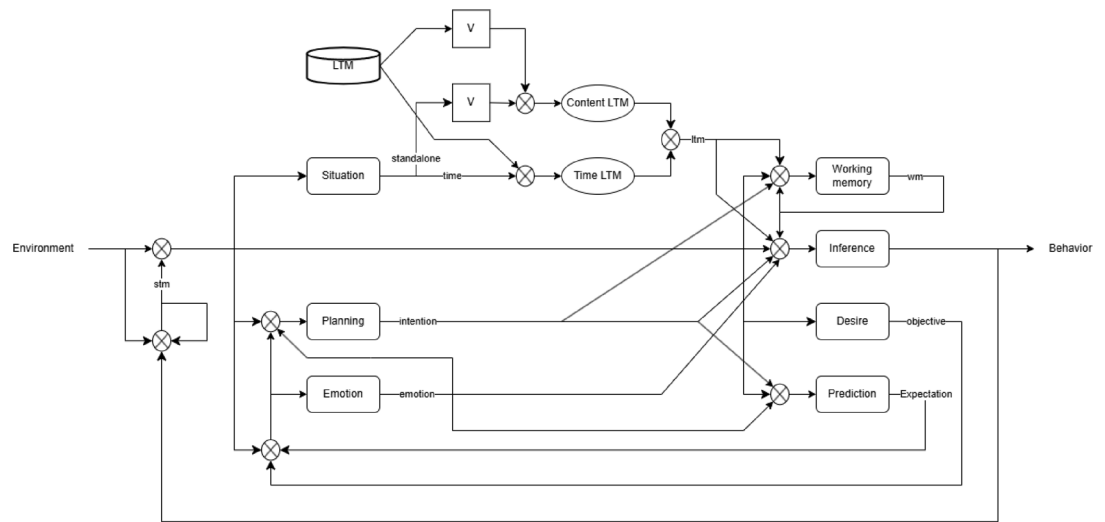 V
LTM
V
Content LTM
ltm
standalone
Situation
time
Time LTM
Working
memory
wm
Environment
Inference
Behavior
stm
Planning
intention
Desire
objective
Emotion
emotion
Prediction
Expectation